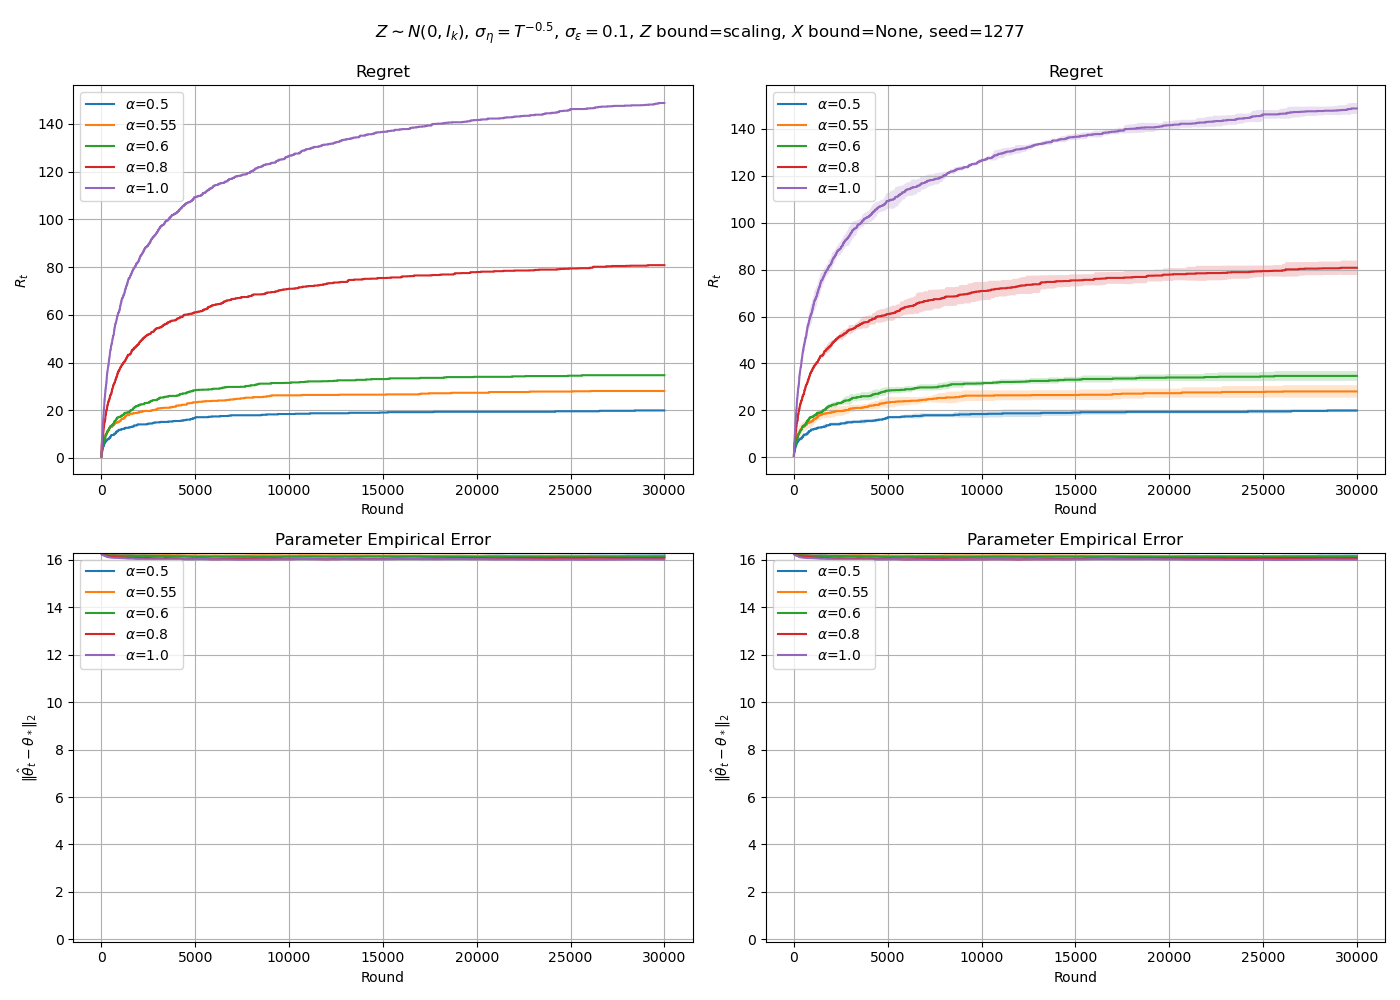 Z ∼ N(0, I_k), σ_η = T^{−0.5}, σ_ε = 0.1, Z bound=scaling, X bound=None, seed=1277
Regret
α=0.5
α=0.55
α=0.6
α=0.8
α=1.0
140
120
100
80
60
40
20
0
R_t
0 5000 10000 15000 20000 25000 30000
Round
Regret
α=0.5
α=0.55
α=0.6
α=0.8
α=1.0
140
120
100
80
60
40
20
0
R_t
0 5000 10000 15000 20000 25000 30000
Round
Parameter Empirical Error
α=0.5
α=0.55
α=0.6
α=0.8
α=1.0
16
14
12
10
8
6
4
2
0
‖θ̂_t − θ_*‖_2
0 5000 10000 15000 20000 25000 30000
Round
Parameter Empirical Error
α=0.5
α=0.55
α=0.6
α=0.8
α=1.0
16
14
12
10
8
6
4
2
0
‖θ̂_t − θ_*‖_2
0 5000 10000 15000 20000 25000 30000
Round